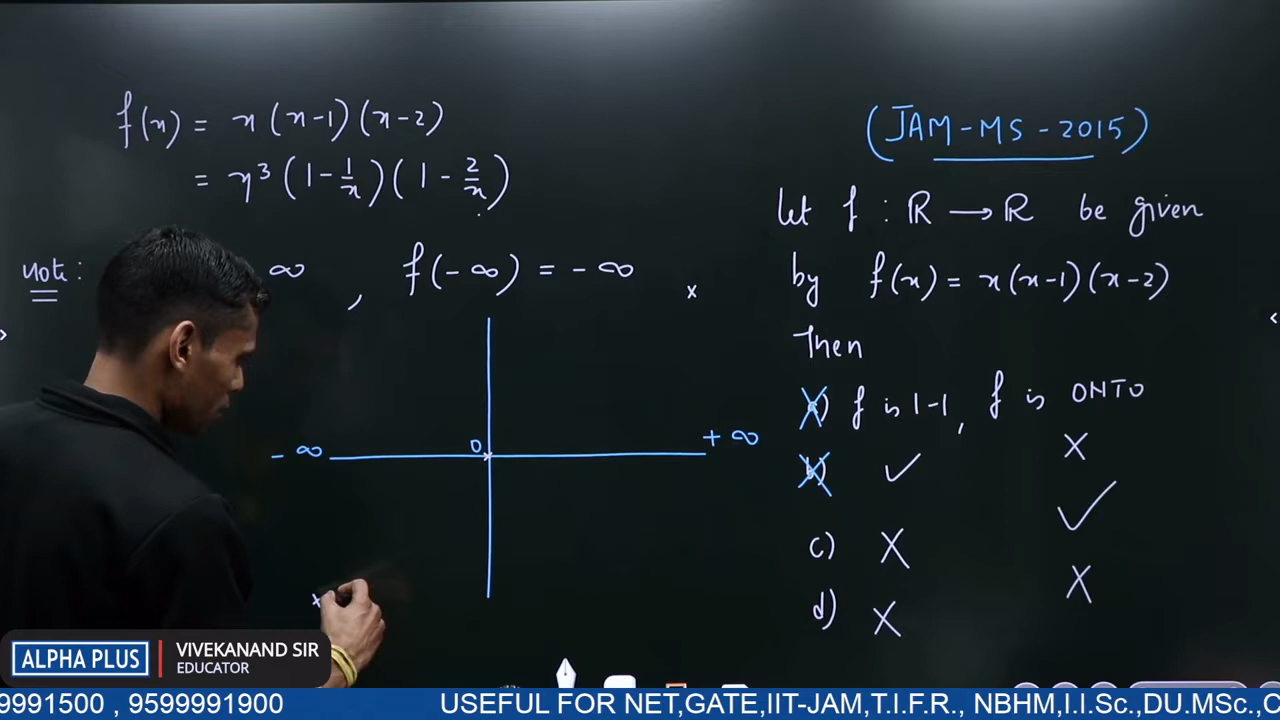 f(x) = x(x-1)(x-2)
= x³(1-1/x)(1-2/x)
Note: ∞ , f(-∞) = -∞
x
- ∞ 0 + ∞
x
(JAM-MS-2015)
Let f : ℝ → ℝ be given
by f(x) = x(x-1)(x-2)
Then
f is 1-1, f is ONTO
b) ✓ X
c) X ✓
d) X X
ALPHA PLUS
VIVEKANAND SIR
EDUCATOR
9991500 , 9599991900 USEFUL FOR NET,GATE,IIT-JAM,T.I.F.R., NBHM,I.I.Sc.,DU.MSc.,C